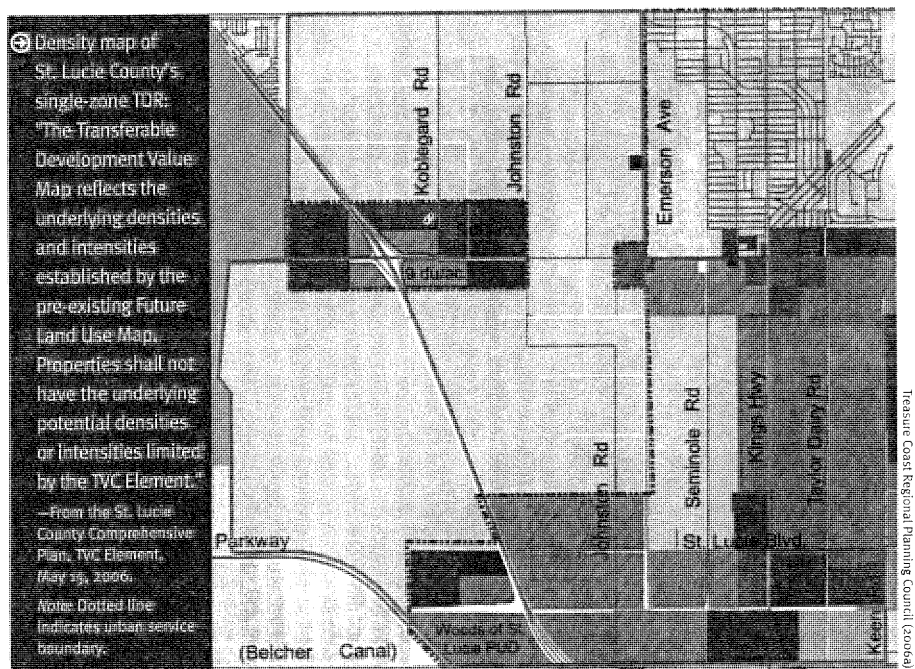 Density map of
St. Lucie County's
single-zone TDR:
"The Transferable
Development Value
Map reflects the
underlying densities
and intensities
established by the
pre-existing Future
Land Use Map.
Properties shall not
have the underlying
potential densities
or intensities limited
by the TVC Element."
—From the St. Lucie
County Comprehensive
Plan, TVC Element,
May 19, 2006.
Note: Dotted line
indicates urban service
boundary.
Koblegard Rd
Johnston Rd
Emerson Ave
9 du/ac
Johnston Rd
Seminole Rd
Kings Hwy
Taylor Dairy Rd
Parkway
St. Lucie Blvd.
(Belcher Canal)
Woods of St.
Lucie PUD
Keen
Treasure Coast Regional Planning Council (2006a)